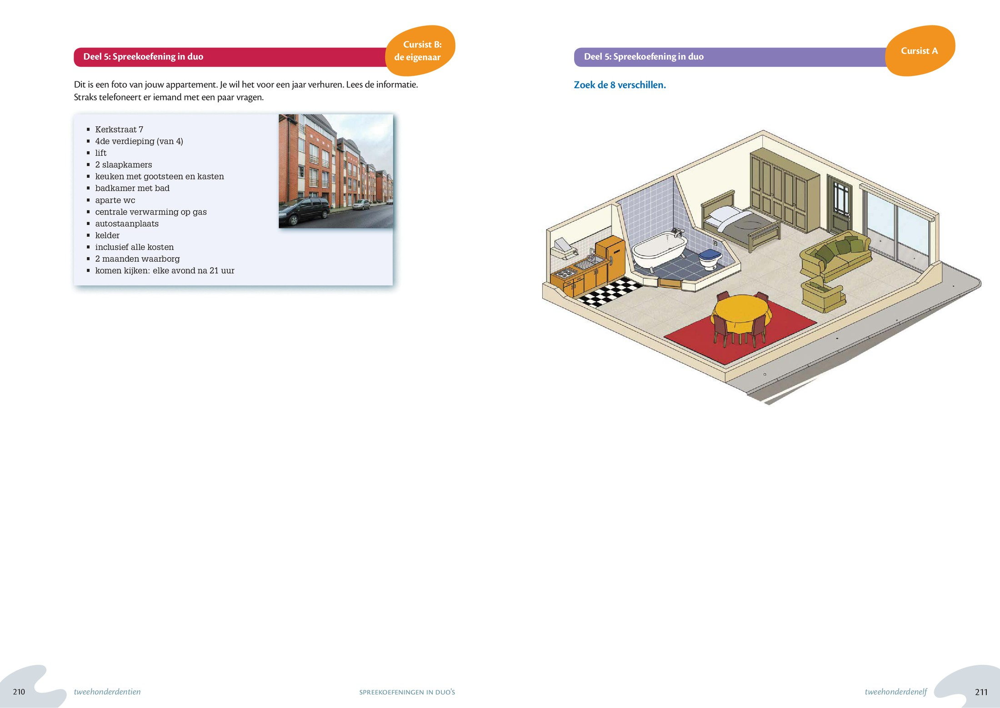 Deel 5: Spreekoefening in duo
Cursist B:
de eigenaar
Dit is een foto van jouw appartement. Je wil het voor een jaar verhuren. Lees de informatie.
Straks telefoneert er iemand met een paar vragen.
▪ Kerkstraat 7
▪ 4de verdieping (van 4)
▪ lift
▪ 2 slaapkamers
▪ keuken met gootsteen en kasten
▪ badkamer met bad
▪ aparte wc
▪ centrale verwarming op gas
▪ autostaanplaats
▪ kelder
▪ inclusief alle kosten
▪ 2 maanden waarborg
▪ komen kijken: elke avond na 21 uur
210
tweehonderdentien
SPREEKOEFENINGEN IN DUO'S
Deel 5: Spreekoefening in duo
Cursist A
Zoek de 8 verschillen.
tweehonderdenelf
211